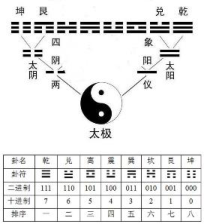 坤 艮 兑 乾
四 象
太阴 阴 阳 太阳
两 仪
太极
卦名 乾 兑 离 震 巽 坎 艮 坤
卦符
二进制 111 110 101 100 011 010 001 000
十进制 7 6 5 4 3 2 1 0
排序 一 二 三 四 五 六 七 八